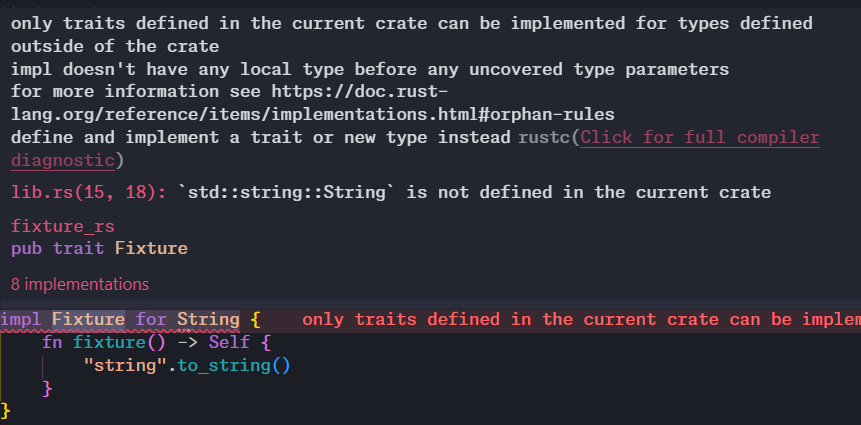 only traits defined in the current crate can be implemented for types defined
outside of the crate
impl doesn't have any local type before any uncovered type parameters
for more information see https://doc.rust-
lang.org/reference/items/implementations.html#orphan-rules
define and implement a trait or new type instead rustc(Click for full compiler
diagnostic)
lib.rs(15, 18): `std::string::String` is not defined in the current crate
fixture_rs
pub trait Fixture
8 implementations
impl Fixture for String {    only traits defined in the current crate can be implem
    fn fixture() -> Self {
        "string".to_string()
    }
}